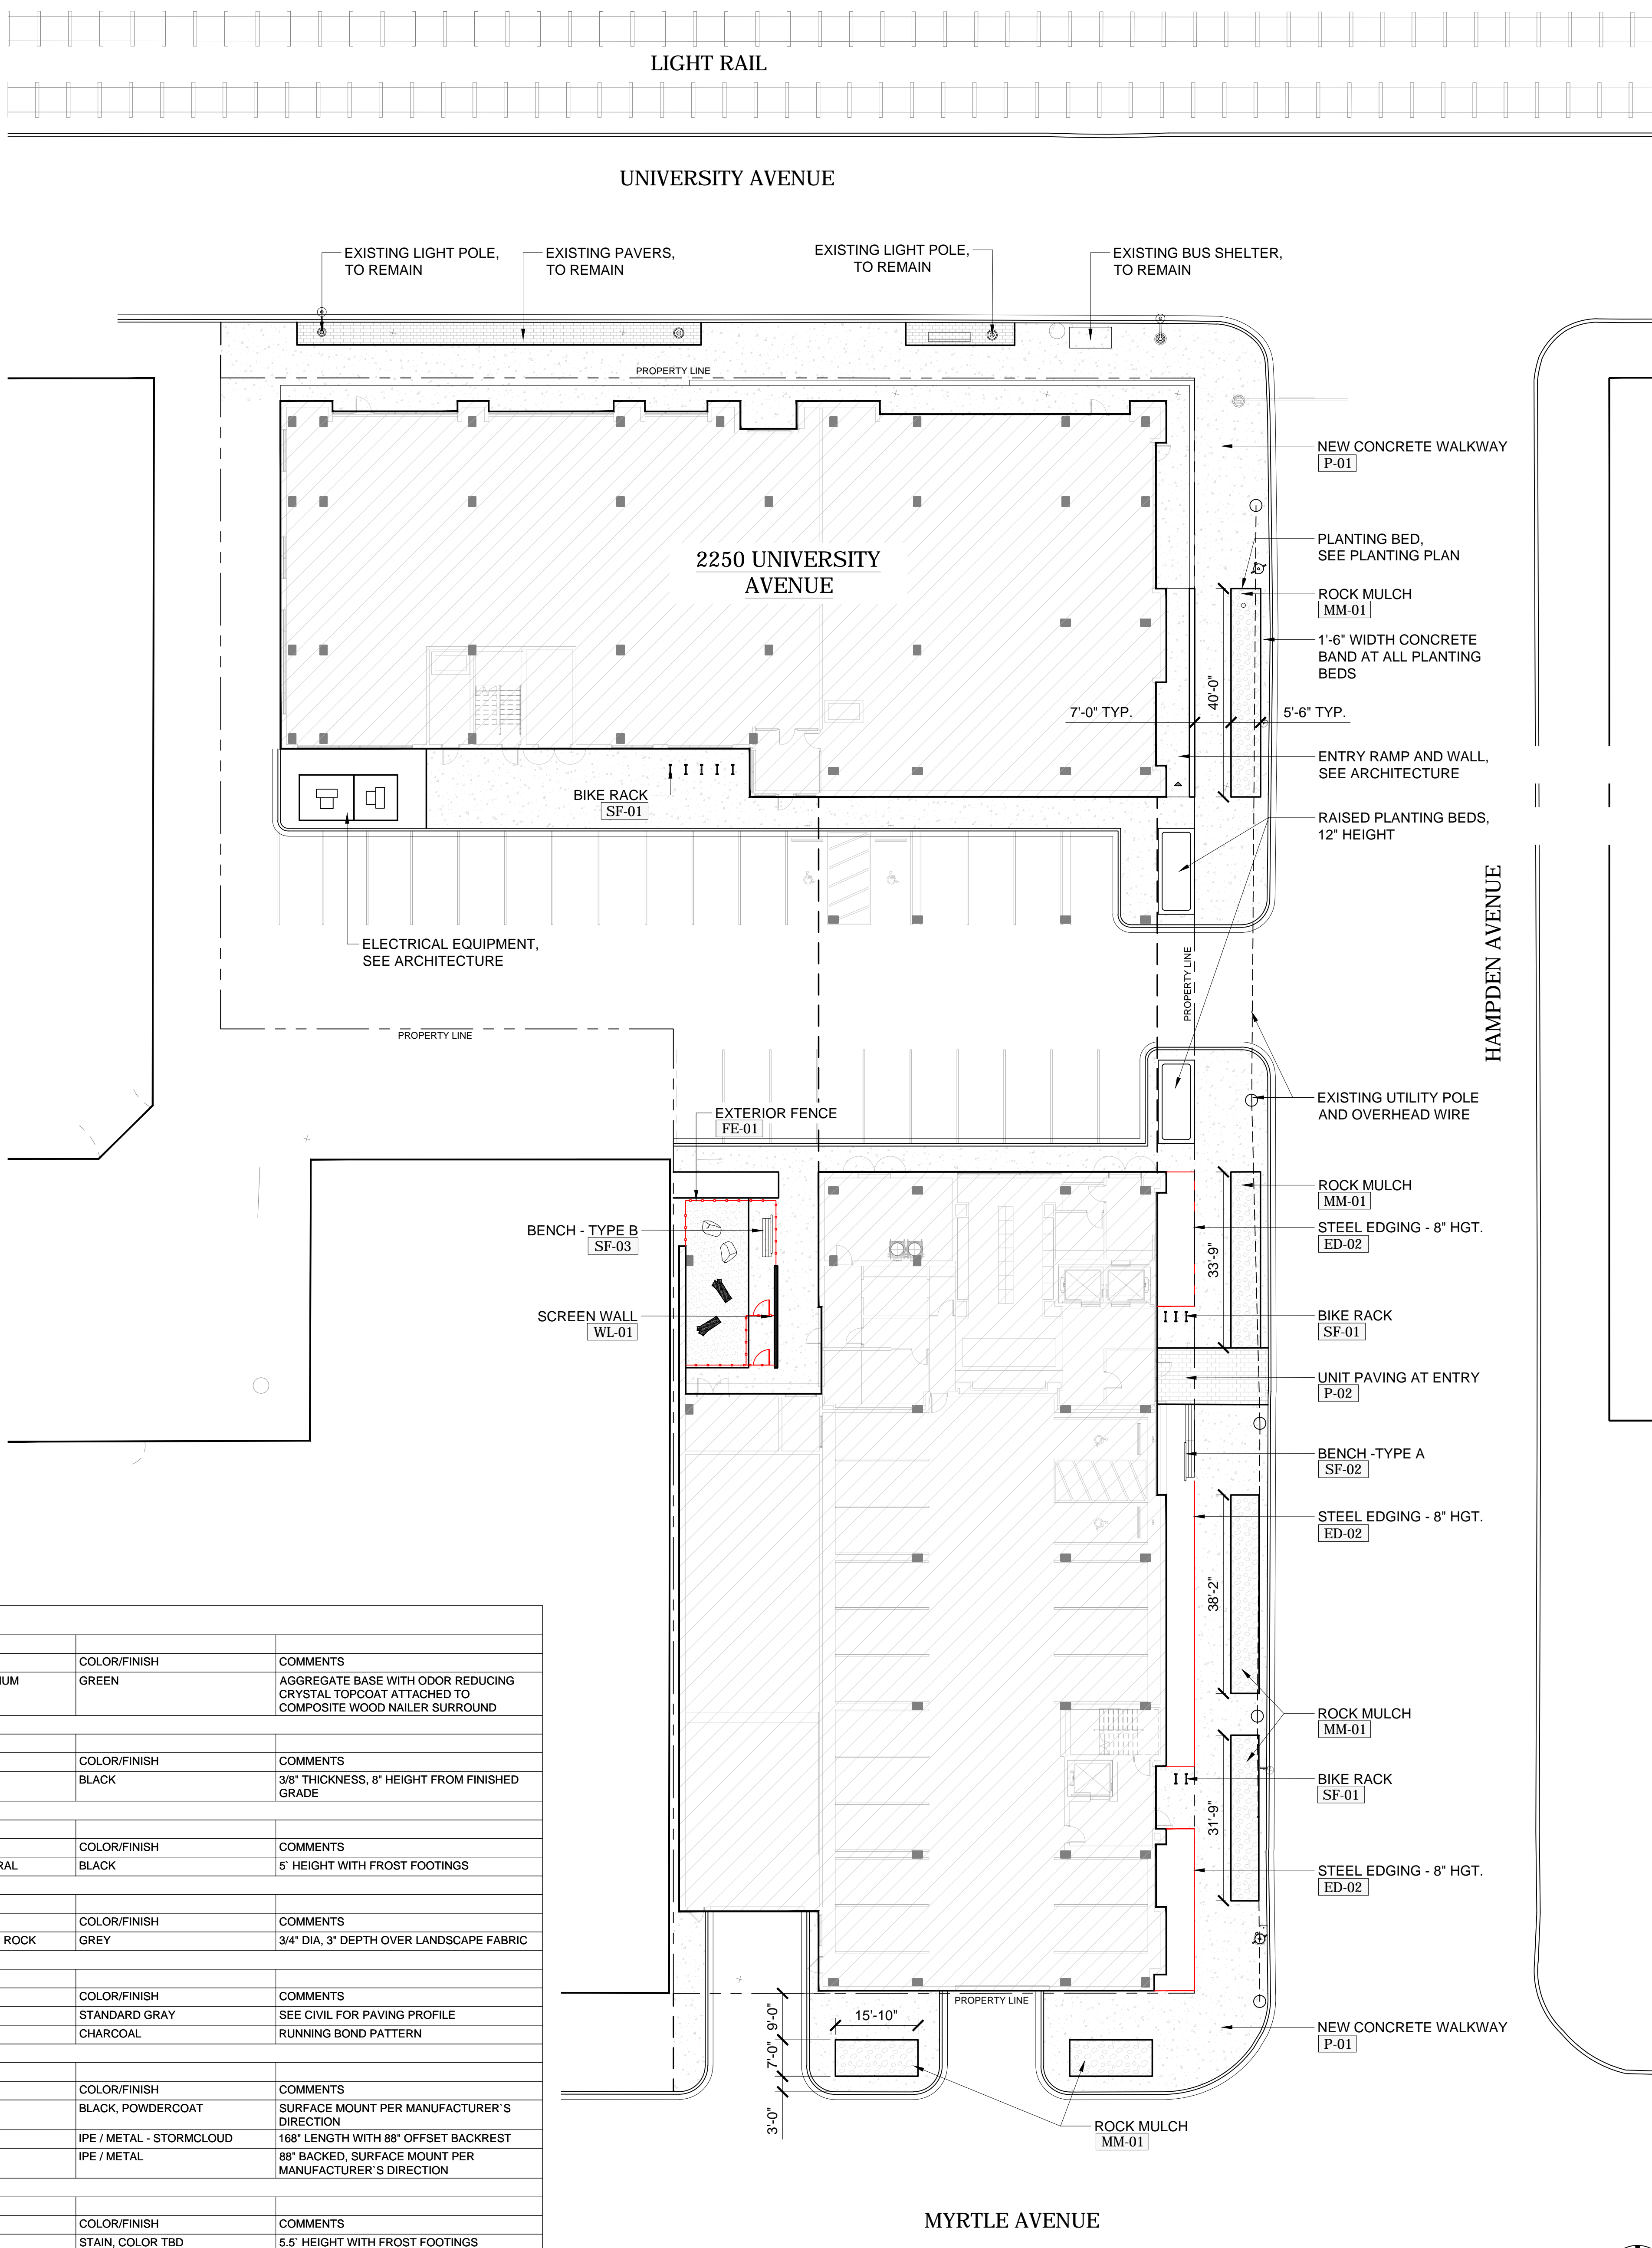 LIGHT RAIL
UNIVERSITY AVENUE
EXISTING LIGHT POLE,
TO REMAIN
EXISTING PAVERS,
TO REMAIN
EXISTING LIGHT POLE,
TO REMAIN
EXISTING BUS SHELTER,
TO REMAIN
PROPERTY LINE
NEW CONCRETE WALKWAY
P-01
PLANTING BED,
SEE PLANTING PLAN
2250 UNIVERSITY
AVENUE
ROCK MULCH
MM-01
1'-6" WIDTH CONCRETE
BAND AT ALL PLANTING
BEDS
40'-0"
7'-0" TYP.
5'-6" TYP.
ENTRY RAMP AND WALL,
SEE ARCHITECTURE
BIKE RACK
SF-01
RAISED PLANTING BEDS,
12" HEIGHT
HAMPDEN AVENUE
ELECTRICAL EQUIPMENT,
SEE ARCHITECTURE
PROPERTY LINE
PROPERTY LINE
EXISTING UTILITY POLE
AND OVERHEAD WIRE
EXTERIOR FENCE
FE-01
ROCK MULCH
MM-01
STEEL EDGING - 8" HGT.
ED-02
BENCH - TYPE B
SF-03
33'-9"
SCREEN WALL
WL-01
BIKE RACK
SF-01
UNIT PAVING AT ENTRY
P-02
BENCH -TYPE A
SF-02
STEEL EDGING - 8" HGT.
ED-02
38'-2"
ROCK MULCH
MM-01
BIKE RACK
SF-01
31'-9"
STEEL EDGING - 8" HGT.
ED-02
PROPERTY LINE
9'-0"
15'-10"
7'-0"
3'-0"
NEW CONCRETE WALKWAY
P-01
ROCK MULCH
MM-01
MYRTLE AVENUE
COLOR/FINISH COMMENTS
IUM GREEN AGGREGATE BASE WITH ODOR REDUCING
CRYSTAL TOPCOAT ATTACHED TO
COMPOSITE WOOD NAILER SURROUND
COLOR/FINISH COMMENTS
BLACK 3/8" THICKNESS, 8" HEIGHT FROM FINISHED
GRADE
COLOR/FINISH COMMENTS
RAL BLACK 5` HEIGHT WITH FROST FOOTINGS
COLOR/FINISH COMMENTS
ROCK GREY 3/4" DIA, 3" DEPTH OVER LANDSCAPE FABRIC
COLOR/FINISH COMMENTS
STANDARD GRAY SEE CIVIL FOR PAVING PROFILE
CHARCOAL RUNNING BOND PATTERN
COLOR/FINISH COMMENTS
BLACK, POWDERCOAT SURFACE MOUNT PER MANUFACTURER`S
DIRECTION
IPE / METAL - STORMCLOUD 168" LENGTH WITH 88" OFFSET BACKREST
IPE / METAL 88" BACKED, SURFACE MOUNT PER
MANUFACTURER`S DIRECTION
COLOR/FINISH COMMENTS
STAIN, COLOR TBD 5.5` HEIGHT WITH FROST FOOTINGS